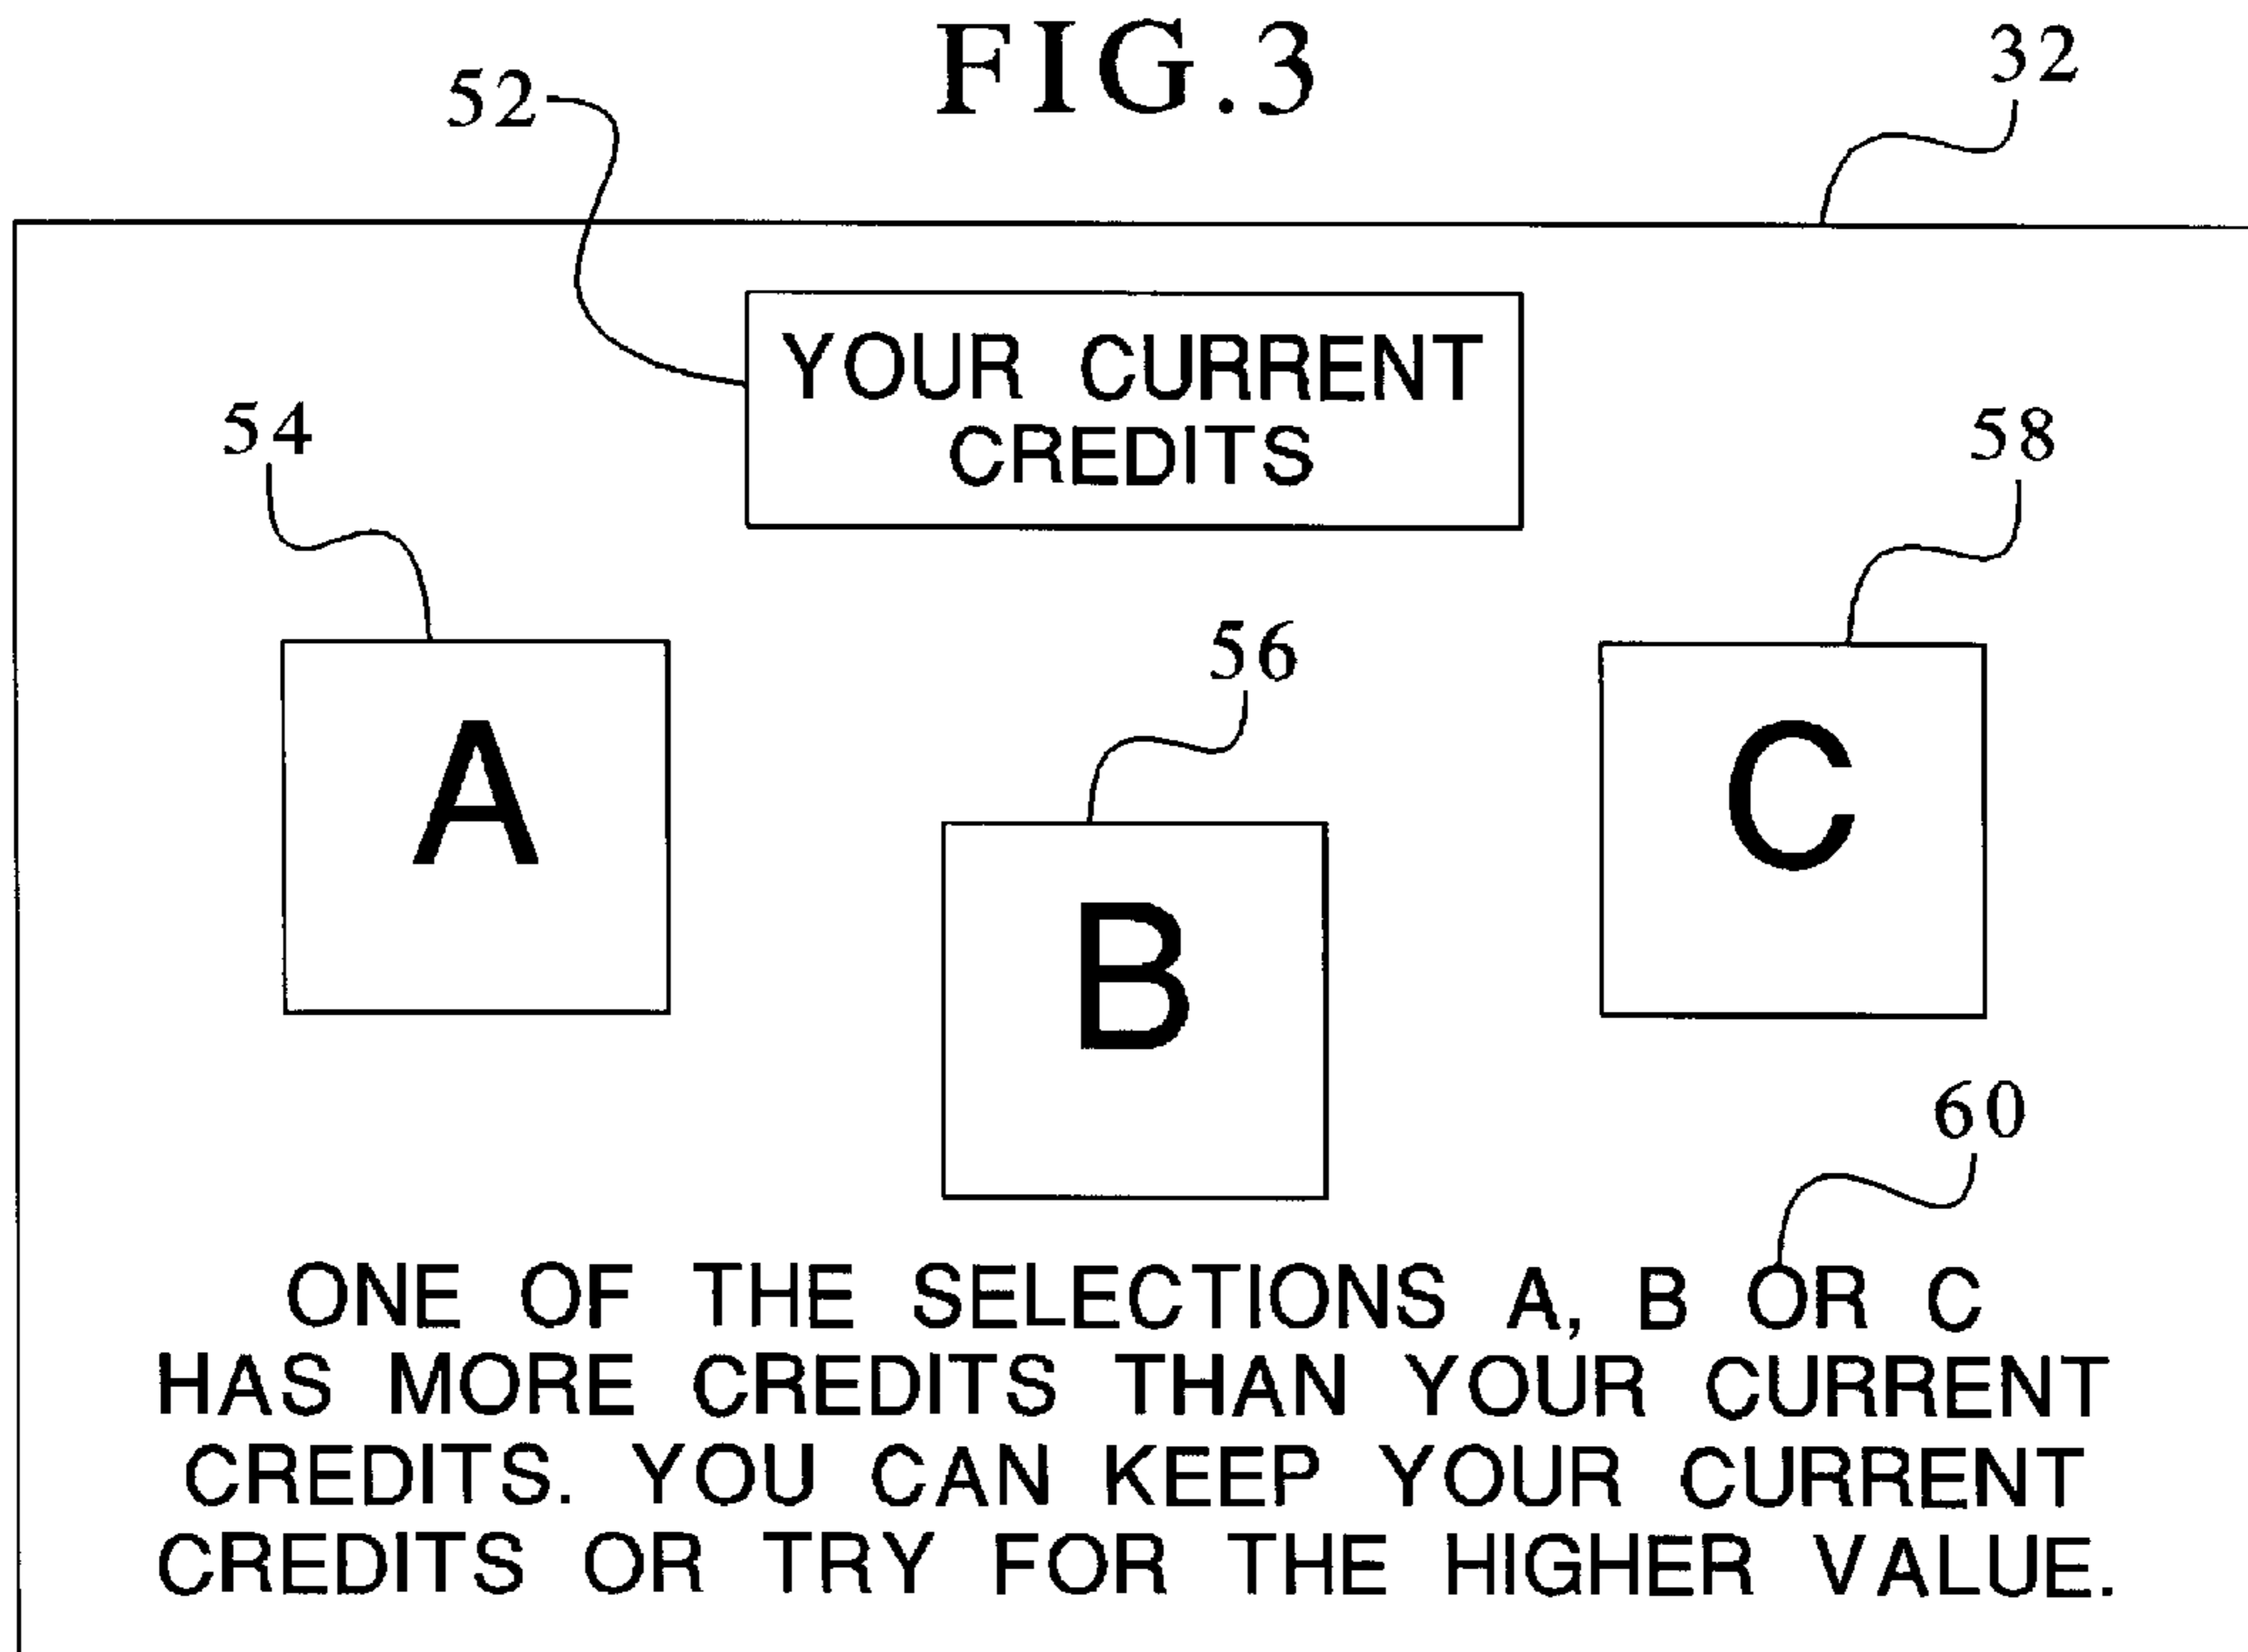 FIG.3
32
52
YOUR CURRENT
CREDITS
54
58
56
A
B
C
60
ONE OF THE SELECTIONS A, B OR C
HAS MORE CREDITS THAN YOUR CURRENT
CREDITS. YOU CAN KEEP YOUR CURRENT
CREDITS OR TRY FOR THE HIGHER VALUE.